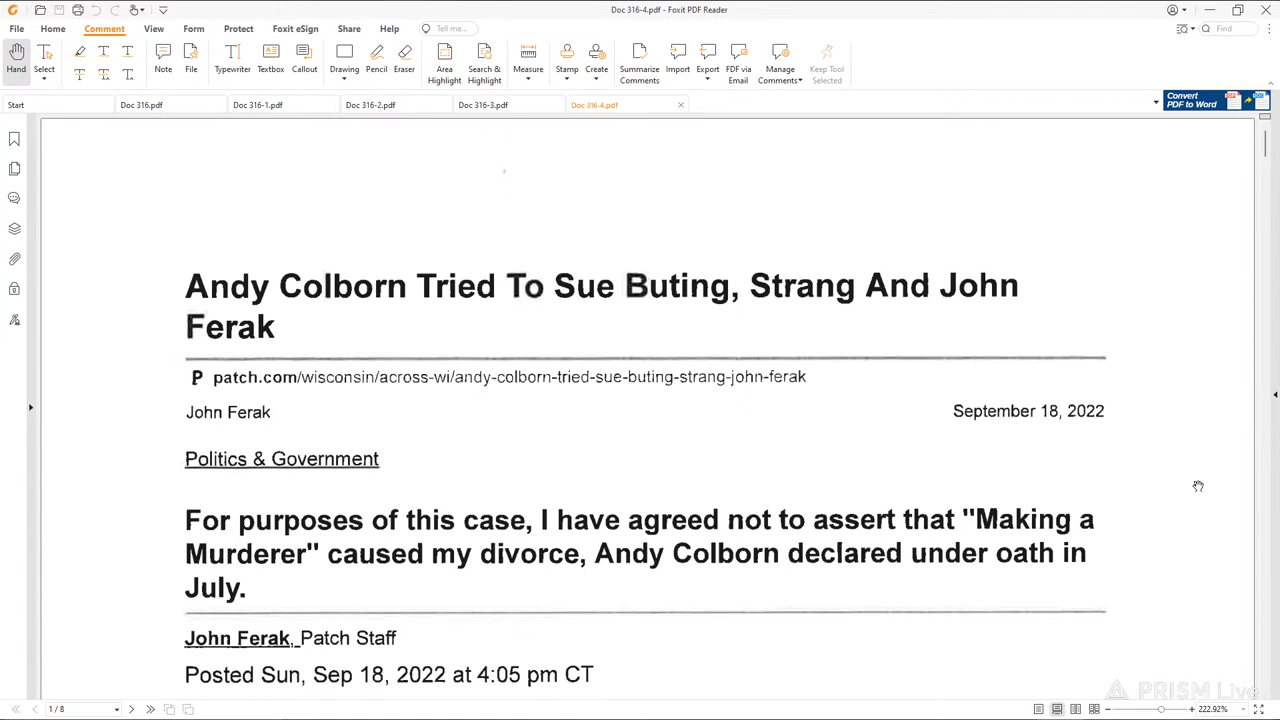 Doc 316-4.pdf - Foxit PDF Reader
File Home Comment View Form Protect Foxit eSign Share Help Tell me... Find
Hand Select Note File Typewriter Textbox Callout Drawing Pencil Eraser Area Highlight Search & Highlight Measure Stamp Create Summarize Comments Import Export PDF via Email Manage Comments Keep Tool Selected
Start Doc 316.pdf Doc 316-1.pdf Doc 316-2.pdf Doc 316-3.pdf Doc 316-4.pdf Convert PDF to Word
Andy Colborn Tried To Sue Buting, Strang And John
Ferak
patch.com/wisconsin/across-wi/andy-colborn-tried-sue-buting-strang-john-ferak
John Ferak September 18, 2022
Politics & Government
For purposes of this case, I have agreed not to assert that "Making a
Murderer" caused my divorce, Andy Colborn declared under oath in
July.
John Ferak, Patch Staff
Posted Sun, Sep 18, 2022 at 4:05 pm CT
PRISM Live
1 / 8 222.92%